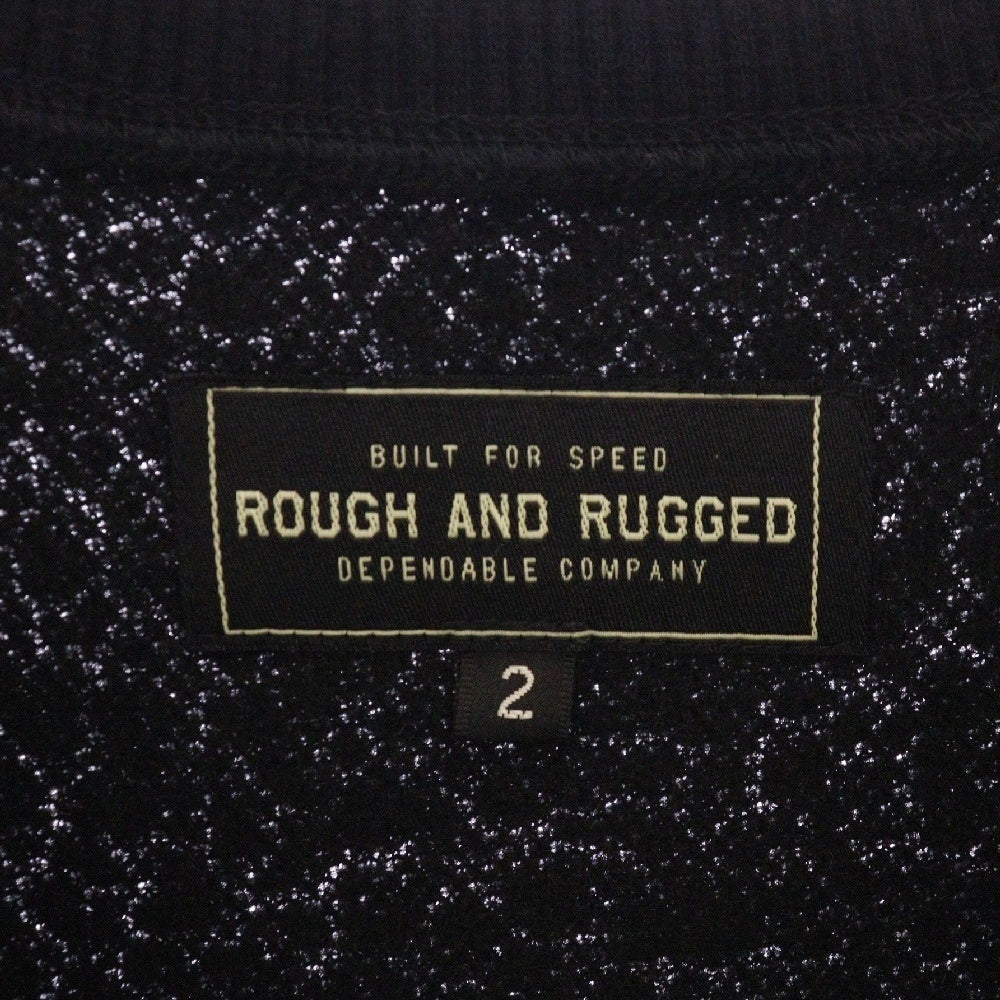 BUILT FOR SPEED
ROUGH AND RUGGED
DEPENDABLE COMPANY
2